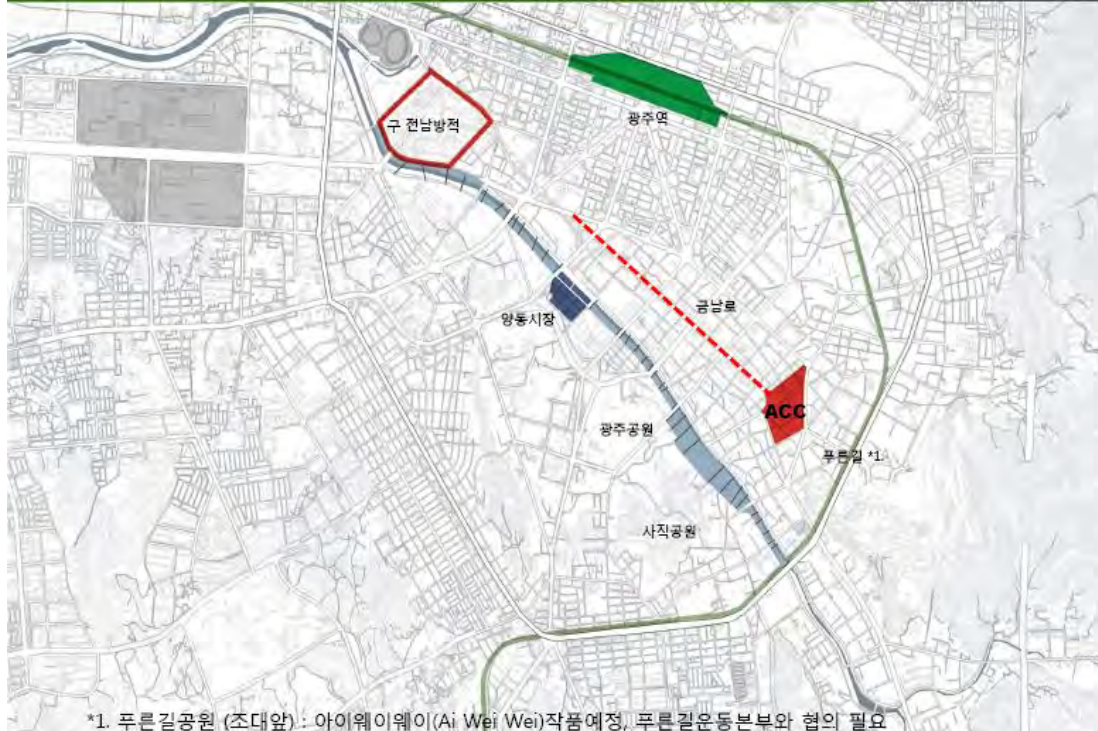 광주역
구 전남방적
금남로
양동시장
ACC
광주공원
푸른길 *1.
사직공원
*1. 푸른길공원 (조대앞) : 아이웨이웨이(Ai Wei Wei)작품예정, 푸른길운동본부와 협의 필요